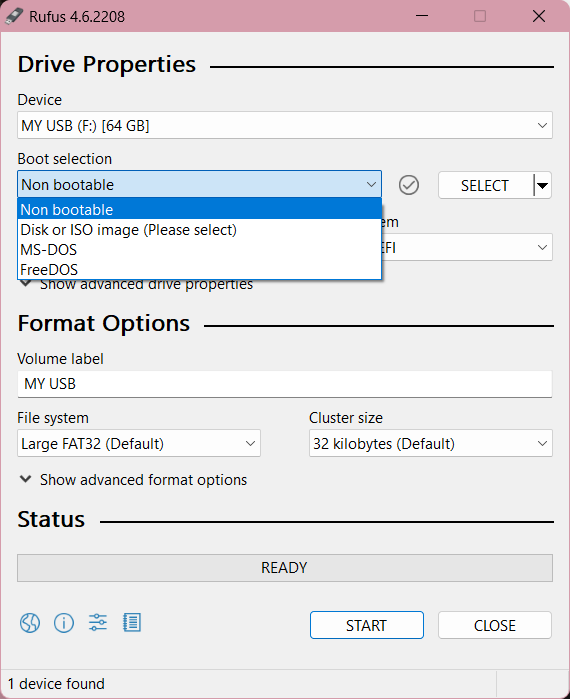 Rufus 4.6.2208
Drive Properties
Device
MY USB (F:) [64 GB]
Boot selection
Non bootable
SELECT
Non bootable
Disk or ISO image (Please select)
MS-DOS
FreeDOS
Show advanced drive properties
Format Options
Volume label
MY USB
File system
Cluster size
Large FAT32 (Default)
32 kilobytes (Default)
Show advanced format options
Status
READY
START
CLOSE
1 device found